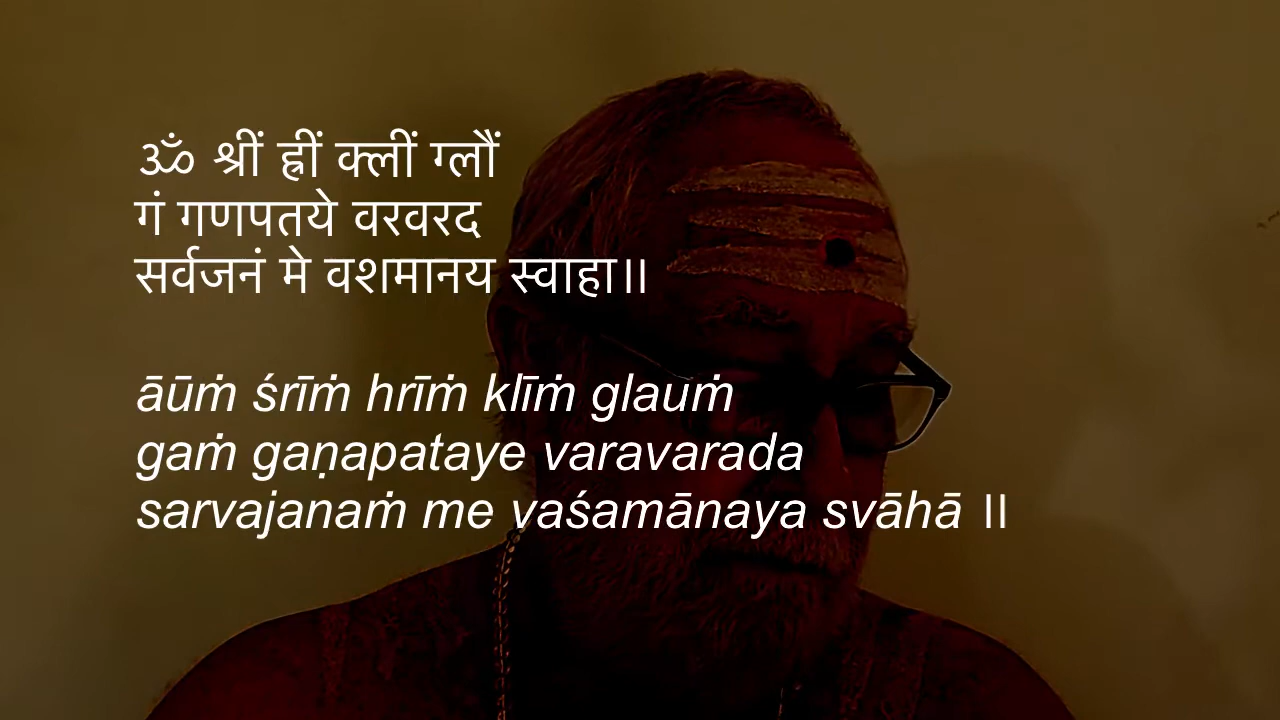 ॐ श्रीं ह्रीं क्लीं ग्लौं
गं गणपतये वरवरद
सर्वजनं मे वशमानय स्वाहा॥
āūṁ śrīṁ hrīṁ klīṁ glauṁ
gaṁ gaṇapataye varavarada
sarvajanaṁ me vaśamānaya svāhā ॥